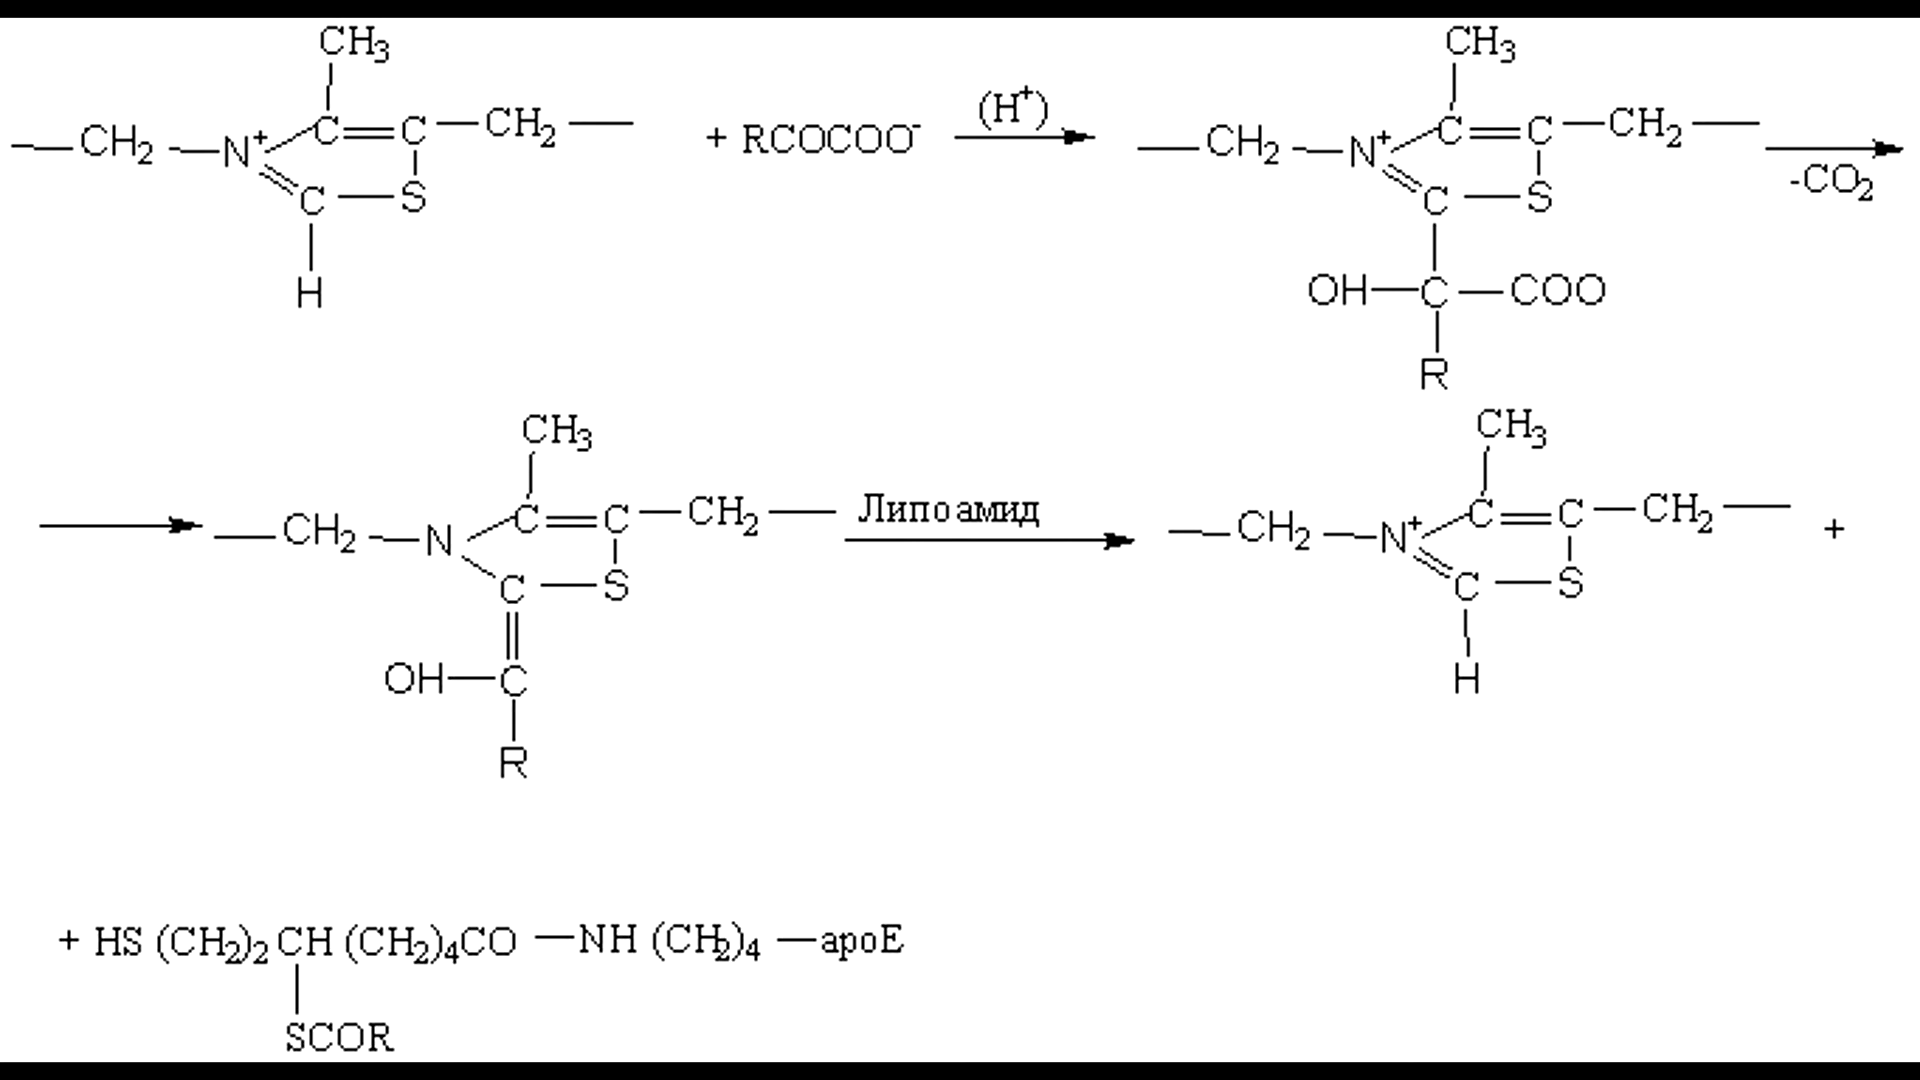 CH3 CH3
—CH2—N+ C=C—CH2— + RCOCOO- (H+) —CH2—N+ C=C—CH2— -CO2
C—S C—S
H OH—C—COO
R
CH3 CH3
—CH2—N C=C—CH2— Липоамид —CH2—N+ C=C—CH2— +
C—S C—S
OH—C H
R
+ HS (CH2)2 CH (CH2)4CO —NH (CH2)4 —apoE
SCOR